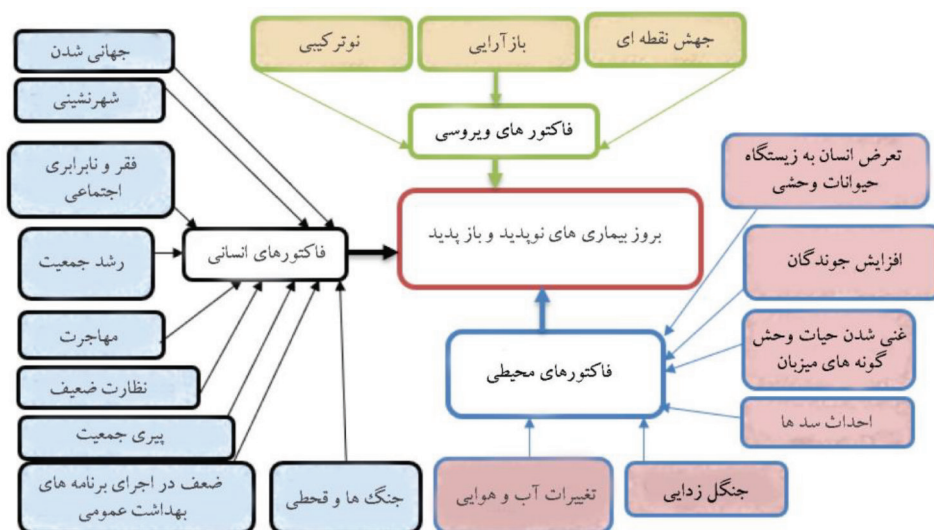 جهش نقطه ای
بازآرایی
نوترکیبی
فاکتور های ویروسی
جهانی شدن
شهرنشینی
فقر و نابرابری
اجتماعی
رشد جمعیت
مهاجرت
نظارت ضعیف
پیری جمعیت
ضعف در اجرای برنامه های
بهداشت عمومی
جنگ ها و قحطی
فاکتورهای انسانی
بروز بیماری های نوپدید و باز پدید
تعرض انسان به زیستگاه
حیوانات وحشی
افزایش جوندگان
غنی شدن حیات وحش
گونه های میزبان
احداث سد ها
جنگل زدایی
تغییرات آب و هوایی
فاکتورهای محیطی